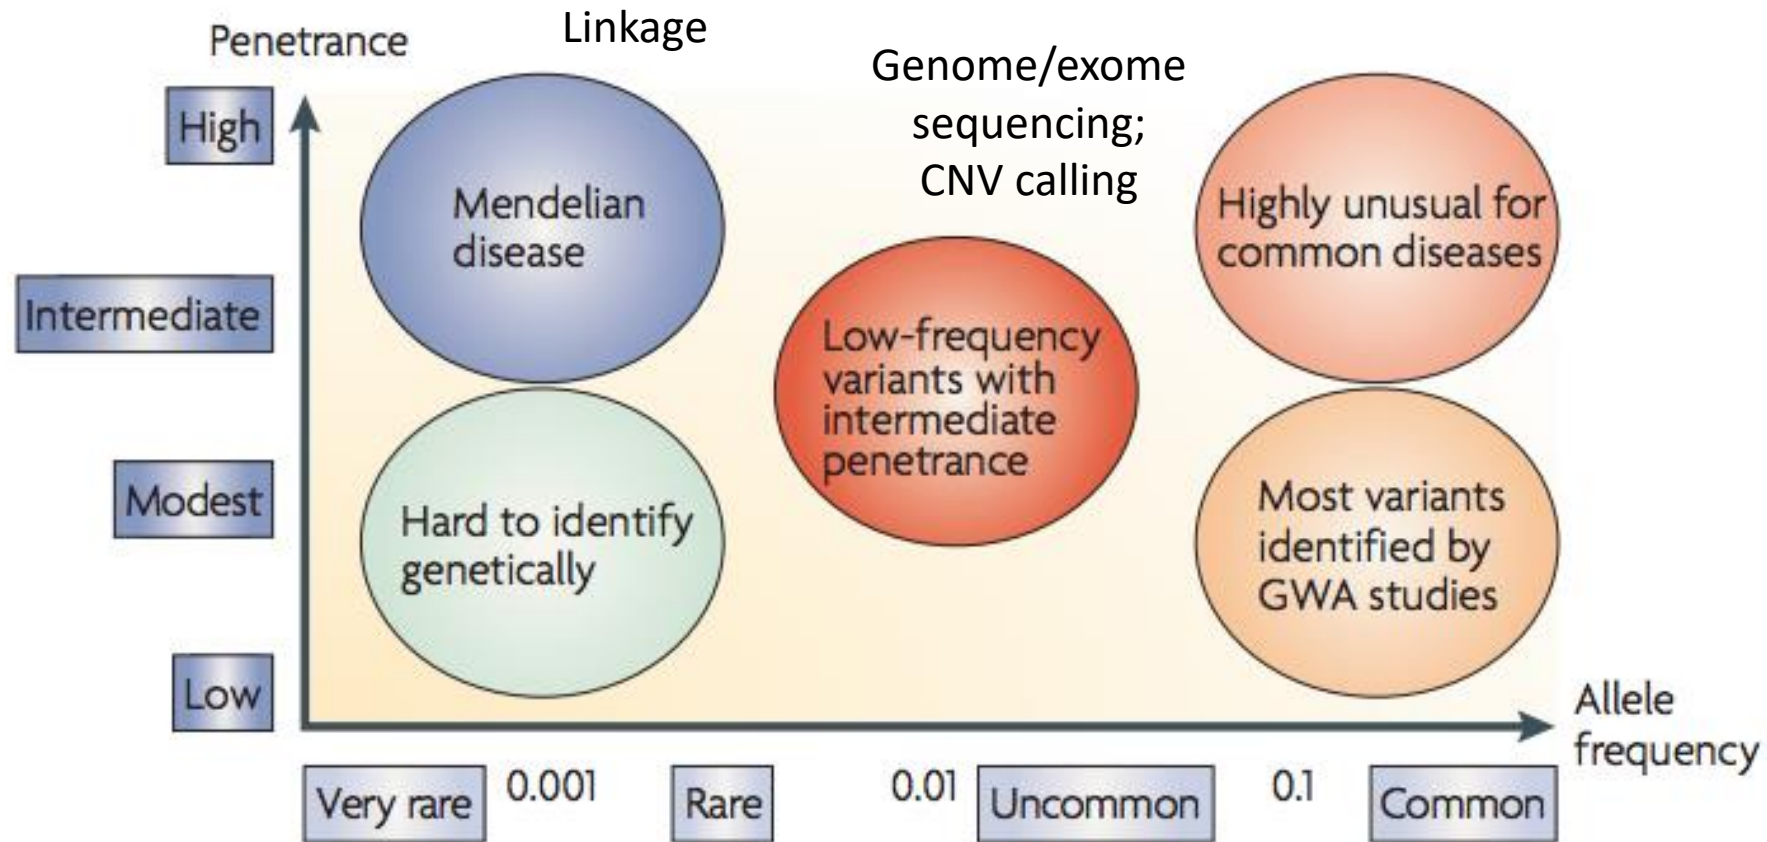 Penetrance
Linkage
Genome/exome
sequencing;
CNV calling
High
Intermediate
Modest
Low
Mendelian
disease
Highly unusual for
common diseases
Low-frequency
variants with
intermediate
penetrance
Hard to identify
genetically
Most variants
identified by
GWA studies
Allele
frequency
Very rare
0.001
Rare
0.01
Uncommon
0.1
Common